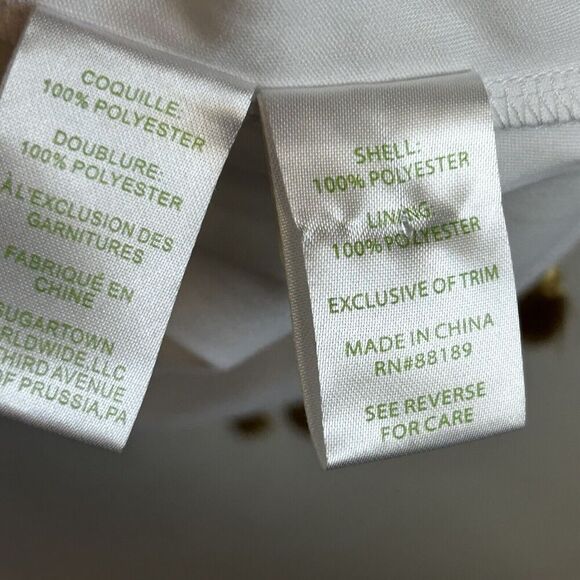 COQUILLE:
100% POLYESTER
DOUBLURE:
100% POLYESTER
À L'EXCLUSION DES
GARNITURES
FABRIQUÉ EN
CHINE
SUGARTOWN
WORLDWIDE, LLC
THIRD AVENUE
OF PRUSSIA, PA
SHELL:
100% POLYESTER
LINING
100% POLYESTER
EXCLUSIVE OF TRIM
MADE IN CHINA
RN#88189
SEE REVERSE
FOR CARE